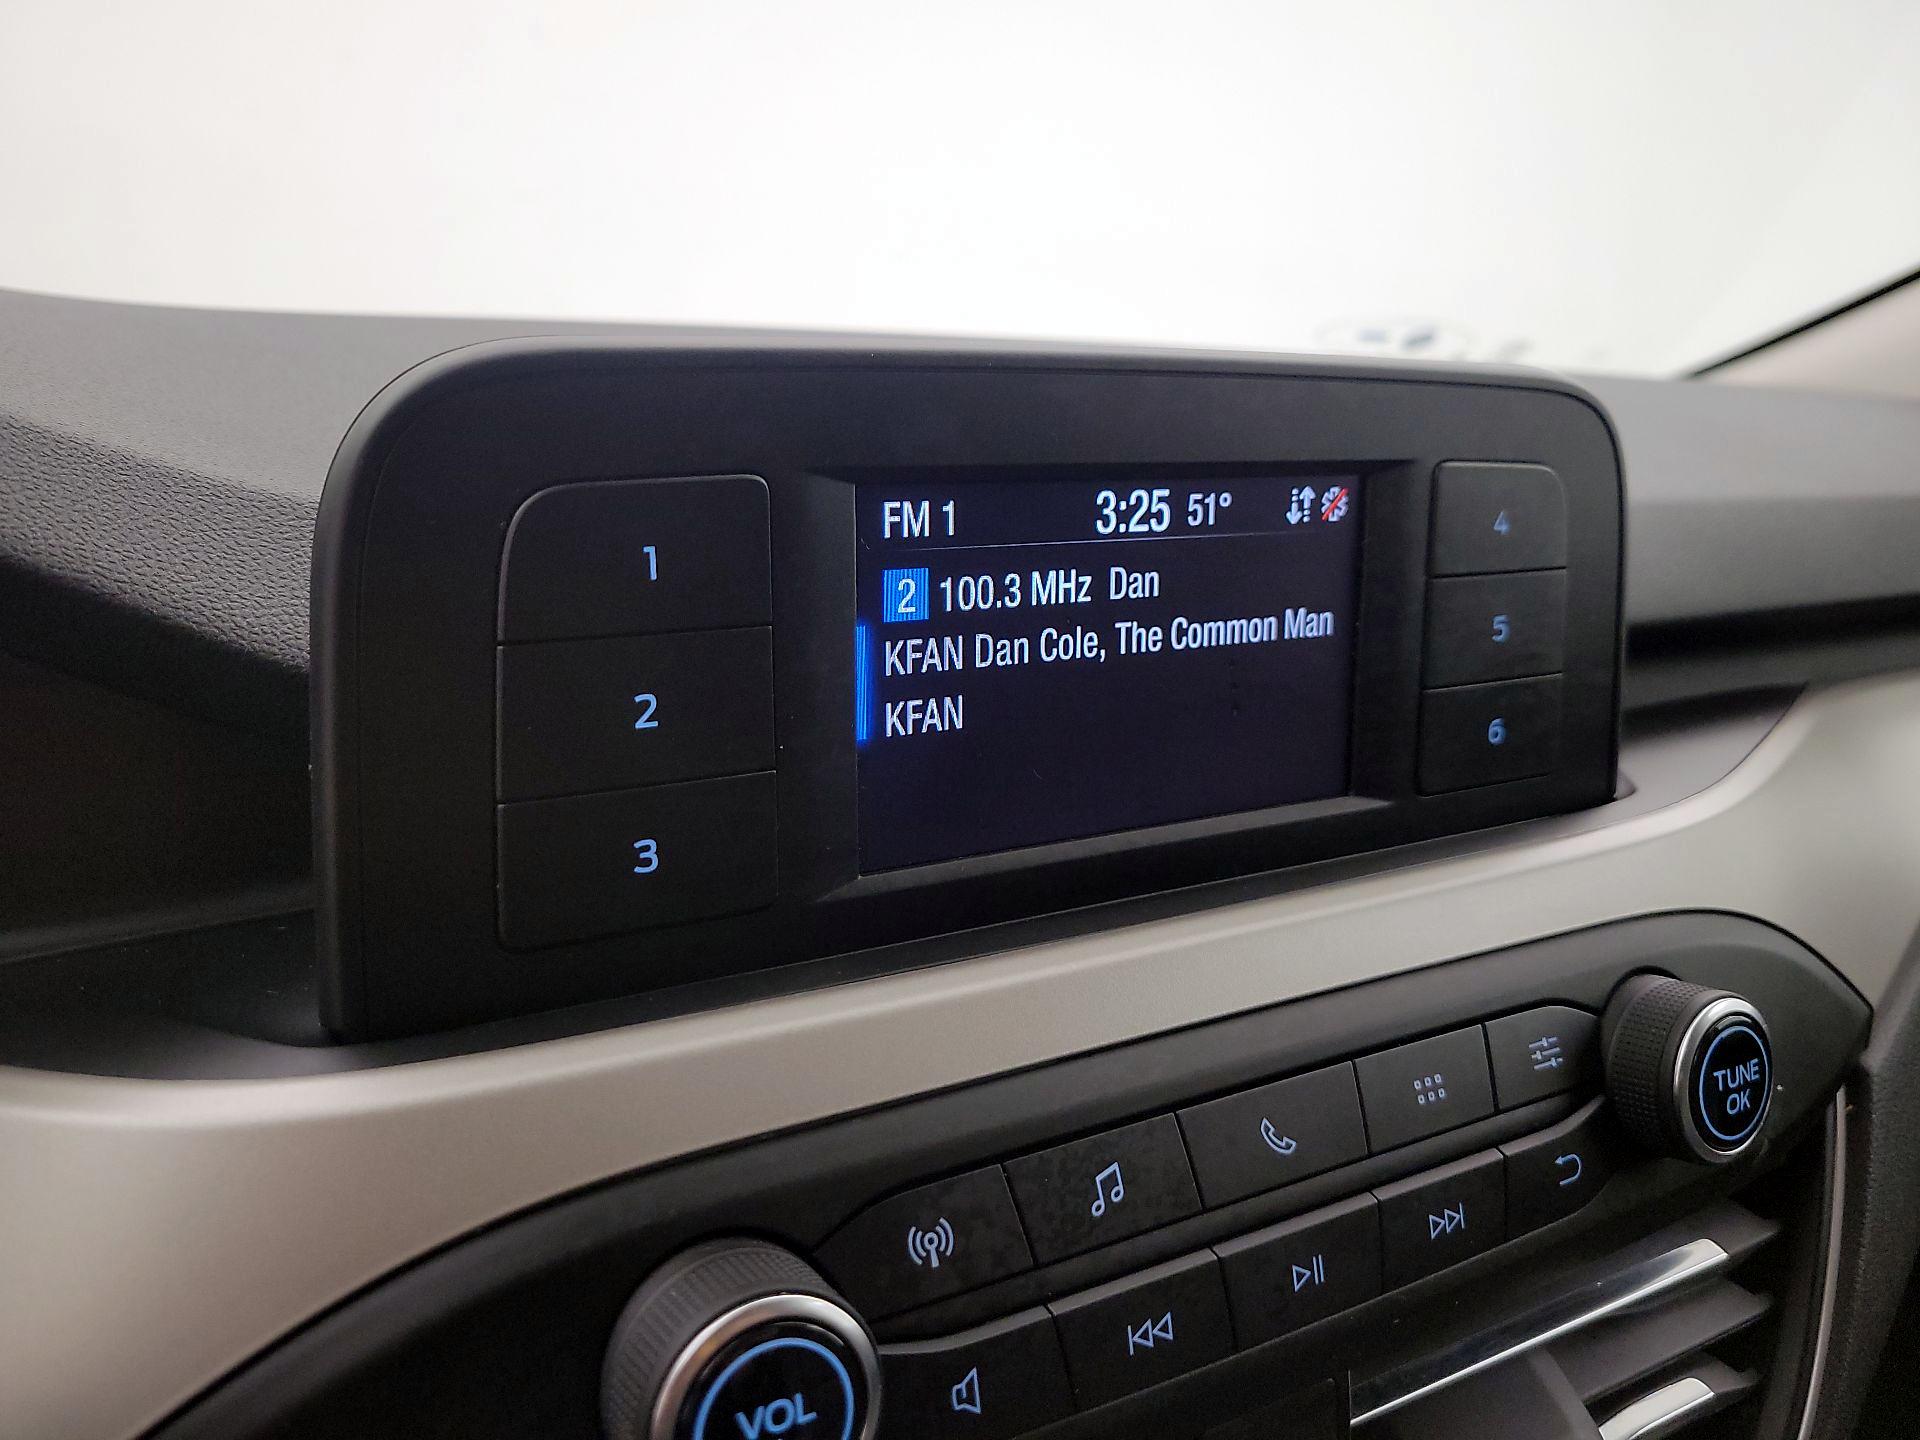 FM 1 3:25 51°
2 100.3 MHz Dan
KFAN Dan Cole, The Common Man
KFAN
1
2
3
4
5
6
TUNE
OK
VOL